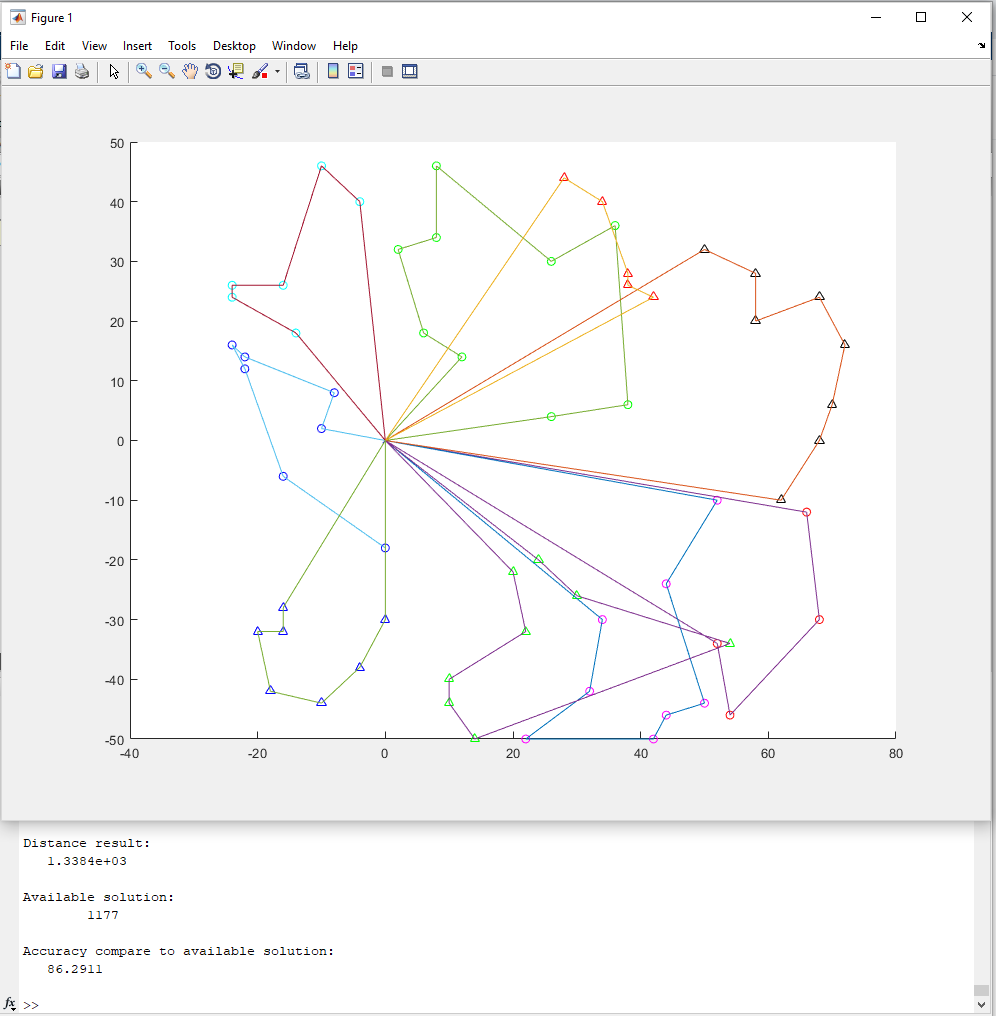 Figure 1
File Edit View Insert Tools Desktop Window Help
50
40
30
20
10
0
-10
-20
-30
-40
-50
-40 -20 0 20 40 60 80
Distance result:
1.3384e+03
Available solution:
1177
Accuracy compare to available solution:
86.2911
fx >>